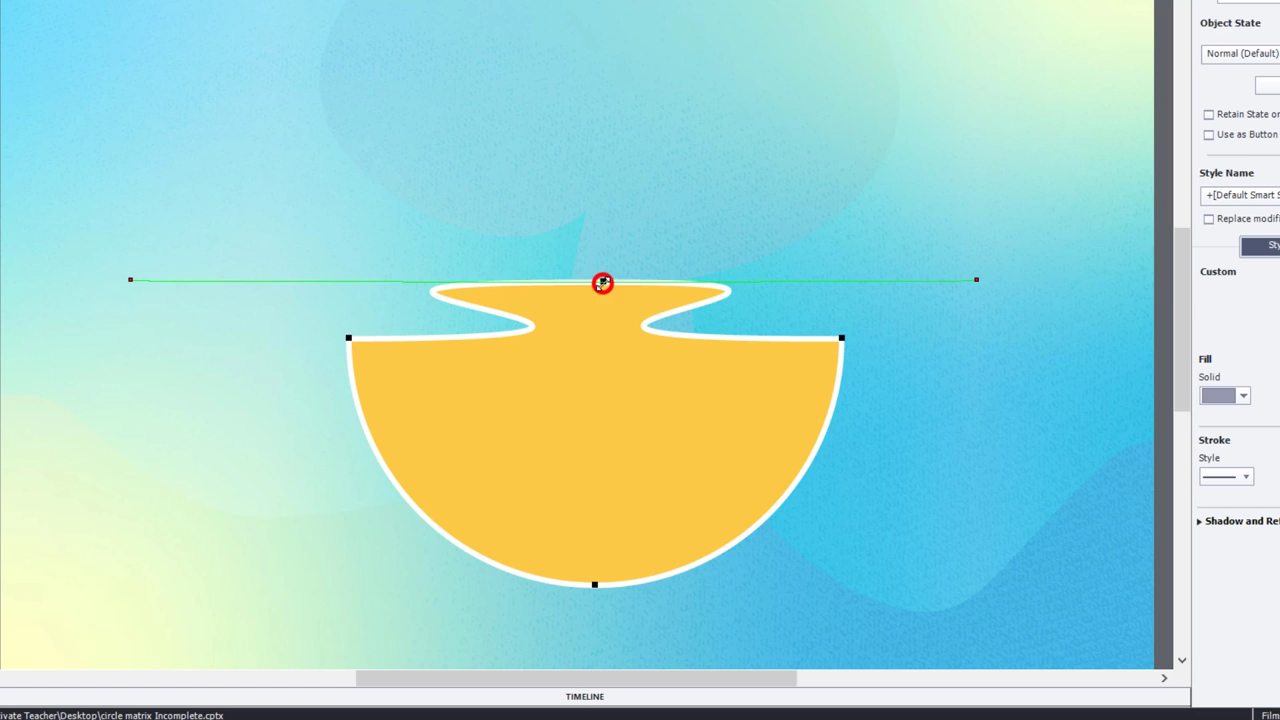 Object State
Normal (Default)
Retain State or
Use as Button
Style Name
+[Default Smart S
Replace modifi
Sty
Custom
Fill
Solid
Stroke
Style
Shadow and Ref
TIMELINE
ivate Teacher\Desktop\circle matrix Incomplete.cptx
Film